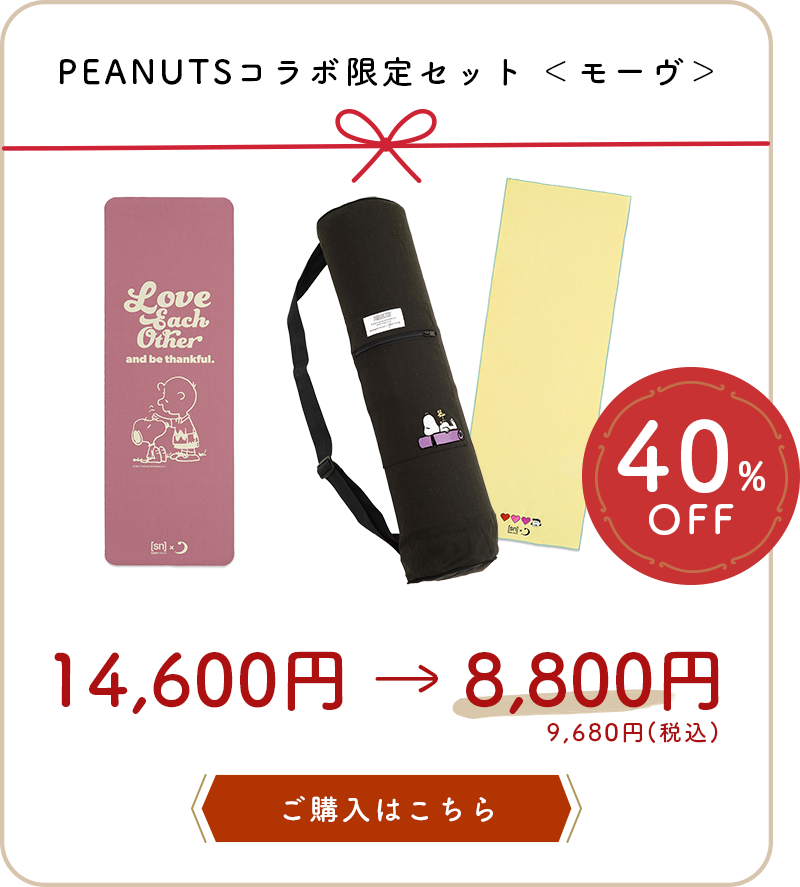 PEANUTSコラボ限定セット ＜モーヴ＞
Love
Each
Other
and be thankful.
[sn] ×
[sn] ×
40%
OFF
14,600円 → 8,800円
9,680円(税込)
ご購入はこちら